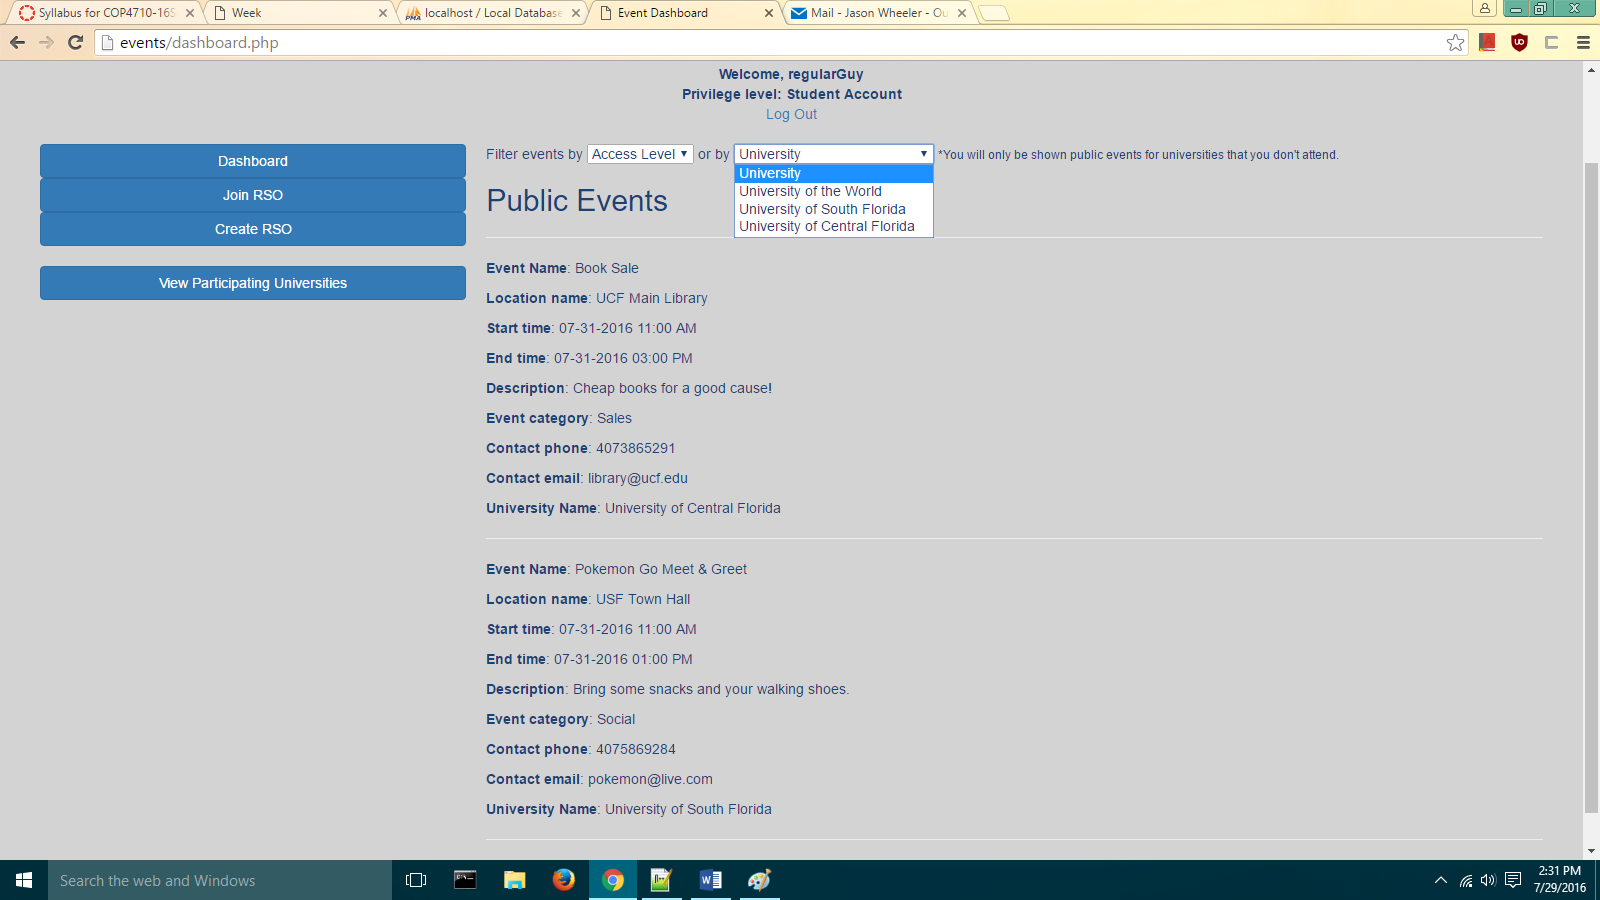 Syllabus for COP4710-16S
Week
localhost / Local Database
Event Dashboard
Mail - Jason Wheeler - Ou
events/dashboard.php
Welcome, regularGuy
Privilege level: Student Account
Log Out
Dashboard
Join RSO
Create RSO
View Participating Universities
Filter events by Access Level or by University *You will only be shown public events for universities that you don't attend.
University
University of the World
University of South Florida
University of Central Florida
Public Events
Event Name: Book Sale
Location name: UCF Main Library
Start time: 07-31-2016 11:00 AM
End time: 07-31-2016 03:00 PM
Description: Cheap books for a good cause!
Event category: Sales
Contact phone: 4073865291
Contact email: library@ucf.edu
University Name: University of Central Florida
Event Name: Pokemon Go Meet & Greet
Location name: USF Town Hall
Start time: 07-31-2016 11:00 AM
End time: 07-31-2016 01:00 PM
Description: Bring some snacks and your walking shoes.
Event category: Social
Contact phone: 4075869284
Contact email: pokemon@live.com
University Name: University of South Florida
Search the web and Windows
2:31 PM
7/29/2016